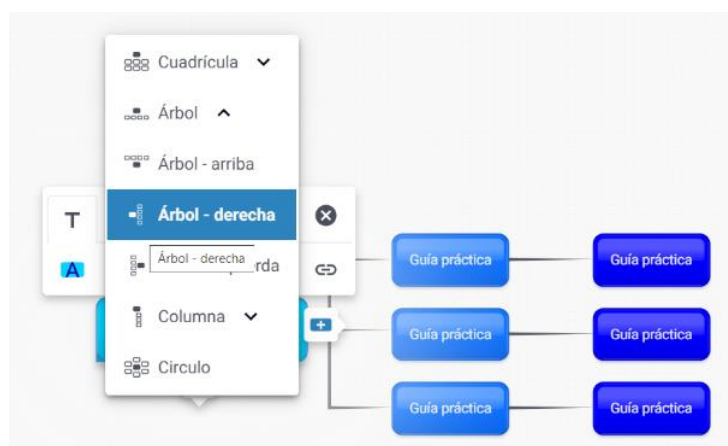 Cuadrícula
Árbol
Árbol - arriba
T
Árbol - derecha
A
Árbol - derecha
rda
Guía práctica
Guía práctica
Columna
Guía práctica
Guía práctica
Circulo
Guía práctica
Guía práctica